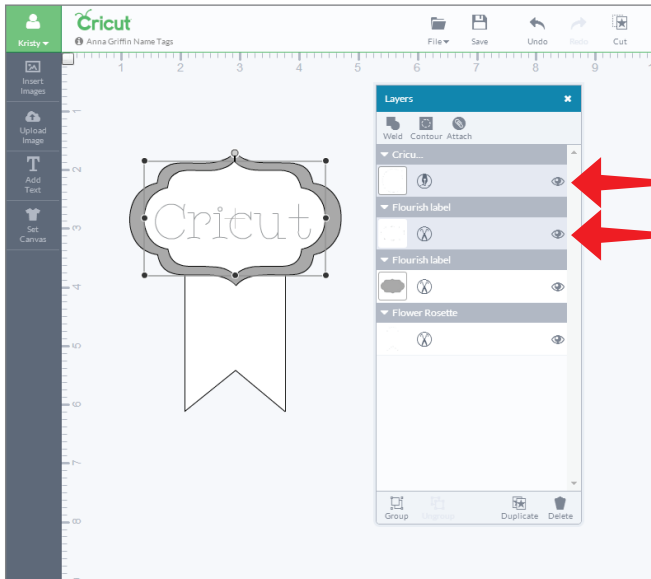 Kristy
Cricut
Anna Griffin Name Tags
File
Save
Undo
Redo
Cut
Insert
Images
Upload
Image
Add
Text
Set
Canvas
1 2 3 4 5 6 7 8 9
1
2
3
4
5
6
7
8
Cricut
Layers
Weld Contour Attach
Cricu...
Flourish label
Flourish label
Flower Rosette
Group Ungroup Duplicate Delete